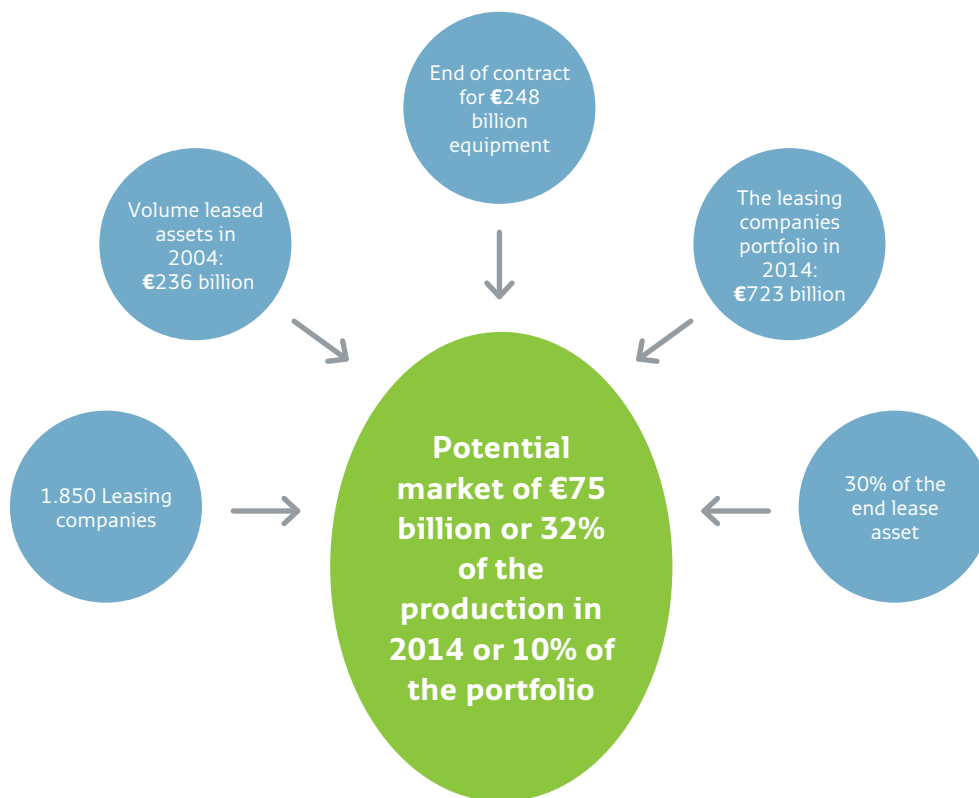 End of contract
for €248
billion
equipment
Volume leased
assets in
2004:
€236 billion
The leasing
companies
portfolio in
2014:
€723 billion
1.850 Leasing
companies
30% of the
end lease
asset
Potential
market of €75
billion or 32%
of the
production in
2014 or 10% of
the portfolio